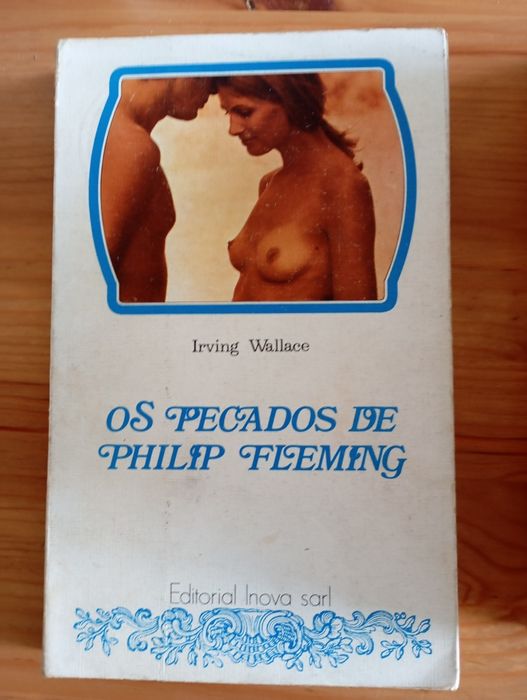 Irving Wallace
OS PECADOS DE
PHILIP FLEMING
Editorial Inova sarl